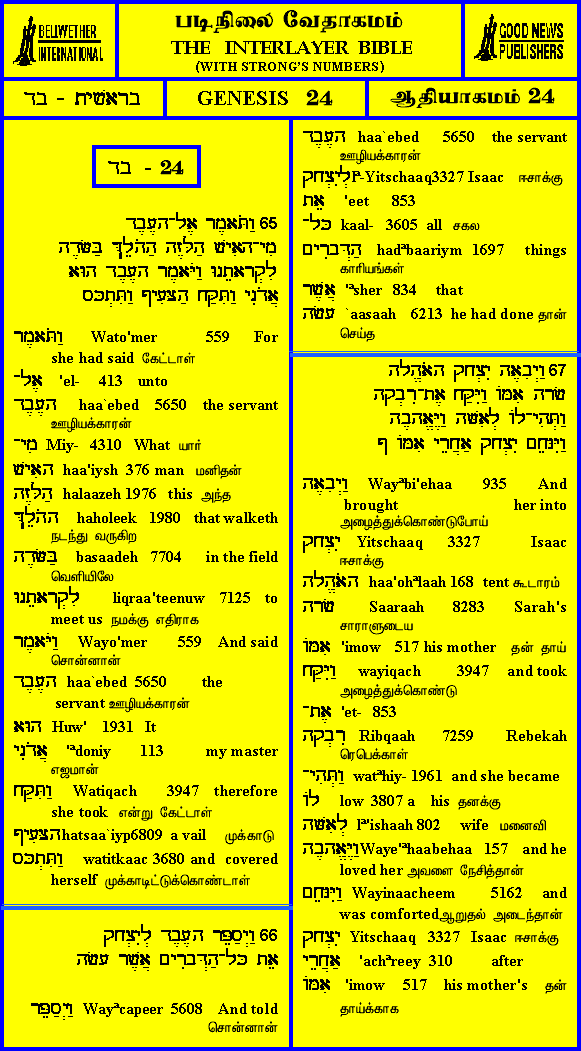 BELLWETHER
INTERNATIONAL
படிநிலை வேதாகமம்
THE INTERLAYER BIBLE
(WITH STRONG'S NUMBERS)
GOOD NEWS
PUBLISHERS
בראשית - בד
GENESIS 24
ஆதியாகமம் 24
בד - 24
65 וַתֹּאמֶר אֶל־הָעֶבֶד
מִי־הָאִישׁ הַלָּזֶה הַהֹלֵךְ בַּשָּׂדֶה
לִקְרָאתֵנוּ וַיֹּאמֶר הָעֶבֶד הוּא
אֲדֹנִי וַתִּקַּח הַצָּעִיף וַתִּתְכָּס
וַתֹּאמֶר Wato'mer 559 For
she had said கேட்டாள்
אֶל־ 'el- 413 unto
הָעֶבֶד haa`ebed 5650 the servant
ஊழியக்காரன்
מִי־ Miy- 4310 What யார்
הָאִישׁ haa'iysh 376 man மனிதன்
הַלָּזֶה halaazeh 1976 this அந்த
הַהֹלֵךְ haholeek 1980 that walketh
நடந்து வருகிற
בַּשָּׂדֶה basaadeh 7704 in the field
வெளியிலே
לִקְרָאתֵנוּ liqraa'teenuw 7125 to
meet us நமக்கு எதிராக
וַיֹּאמֶר Wayo'mer 559 And said
சொன்னான்
הָעֶבֶד haa`ebed 5650 the
servant ஊழியக்காரன்
הוּא Huw' 1931 It
אֲדֹנִי 'ªdoniy 113 my master
எஜமான்
וַתִּקַּח Watiqach 3947 therefore
she took என்று கேட்டாள்
הַצָּעִיף hatsaa`iyp6809 a vail முக்காடு
וַתִּתְכָּס watitkaac 3680 and covered
herself முக்காடிட்டுக்கொண்டாள்
66 וַיְסַפֵּר הָעֶבֶד לְיִצְחָק
אֵת כָּל־הַדְּבָרִים אֲשֶׁר עָשָׂה
וַיְסַפֵּר Wayªcapeer 5608 And told
சொன்னான்
הָעֶבֶד haa`ebed 5650 the servant
ஊழியக்காரன்
לְיִצְחָק lª-Yitschaaq3327 Isaac ஈசாக்கு
אֵת 'eet 853
כָּל־ kaal- 3605 all சகல
הַדְּבָרִים hadªbaariym 1697 things
காரியங்கள்
אֲשֶׁר 'ªsher 834 that
עָשָׂה `aasaah 6213 he had done தான்
செய்த
67 וַיְבִאֶהָ יִצְחָק הָאֹהֱלָה
שָׂרָה אִמּוֹ וַיִּקַּח אֶת־רִבְקָה
וַתְּהִי־לוֹ לְאִשָּׁה וַיֶּאֱהָבֶהָ
וַיִּנָּחֵם יִצְחָק אַחֲרֵי אִמּוֹ ף
וַיְבִאֶהָ Wayªbi'ehaa 935 And
brought her into
அழைத்துக்கொண்டுபோய்
יִצְחָק Yitschaaq 3327 Isaac
ஈசாக்கு
הָאֹהֱלָה haa'ohªlaah 168 tent கூடாரம்
שָׂרָה Saaraah 8283 Sarah's
சாராளுடைய
אִמּוֹ 'imow 517 his mother தன் தாய்
וַיִּקַּח wayiqach 3947 and took
அழைத்துக்கொண்டு
אֶת־ 'et- 853
רִבְקָה Ribqaah 7259 Rebekah
ரெபெக்காள்
וַתְּהִי־ watªhiy- 1961 and she became
לוֹ low 3807 a his தனக்கு
לְאִשָּׁה lª'ishaah 802 wife மனைவி
וַיֶּאֱהָבֶהָ Waye'ªhaabehaa 157 and he
loved her அவளை நேசித்தான்
וַיִּנָּחֵם Wayinaacheem 5162 and
was comfortedஆறுதல் அடைந்தான்
יִצְחָק Yitschaaq 3327 Isaac ஈசாக்கு
אַחֲרֵי 'achªreey 310 after
אִמּוֹ 'imow 517 his mother's தன்
தாய்க்காக